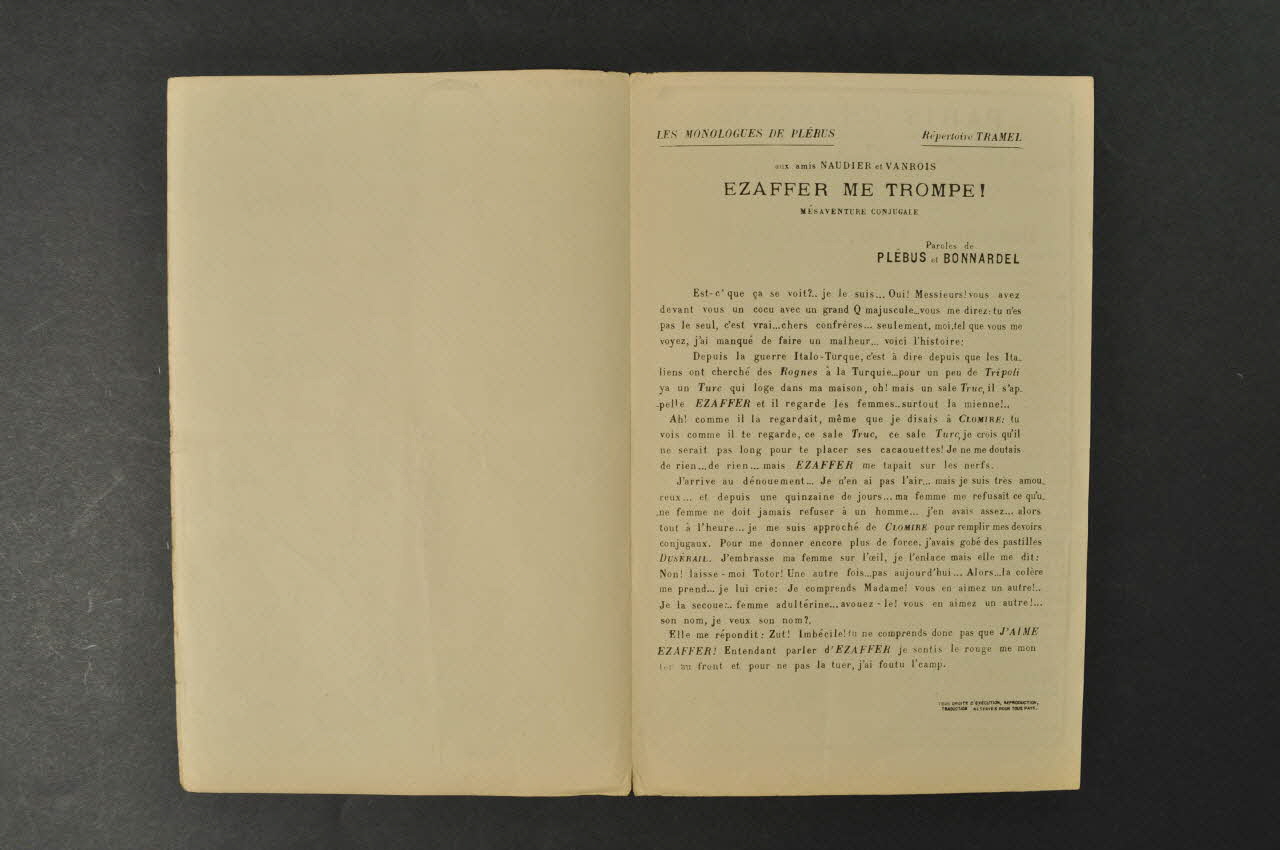 LES MONOLOGUES DE PLÉBUS
Répertoire TRAMEL
aux amis NAUDIER et VANROIS
EZAFFER ME TROMPE!
MÉSAVENTURE CONJUGALE
Paroles de
PLÉBUS et BONNARDEL
Est-c' que ça se voit?.. je le suis... Oui! Messieurs! vous avez
devant vous un cocu avec un grand Q majuscule... vous me direz: tu n'es
pas le seul, c'est vrai... chers confrères... seulement, moi, tel que vous me
voyez, j'ai manqué de faire un malheur... voici l'histoire:
Depuis la guerre Italo-Turque, c'est à dire depuis que les Ita-
liens ont cherché des Rognes à la Turquie... pour un peu de Tripoli
ya un Turc qui loge dans ma maison, oh! mais un sale Truc, il s'ap-
-pelle EZAFFER et il regarde les femmes.. surtout la mienne!..
Ah! comme il la regardait, même que je disais à CLOMIRE: tu
vois comme il te regarde, ce sale Truc, ce sale Turc, je crois qu'il
ne serait pas long pour te placer ses cacaouettes! Je ne me doutais
de rien... de rien... mais EZAFFER me tapait sur les nerfs.
J'arrive au dénouement... Je n'en ai pas l'air... mais je suis très amou-
reux... et depuis une quinzaine de jours... ma femme me refusait ce qu'u-
-ne femme ne doit jamais refuser à un homme... j'en avais assez... alors
tout à l'heure... je me suis approché de CLOMIRE pour remplir mes devoirs
conjugaux. Pour me donner encore plus de force, j'avais gobé des pastilles
DUSÉRAIL. J'embrasse ma femme sur l'œil, je l'enlace mais elle me dit:
Non! laisse-moi Totor! Une autre fois... pas aujourd'hui... Alors... la colère
me prend... je lui crie: Je comprends Madame! vous en aimez un autre!..
Je la secoue:.. femme adultérine... avouez-le! vous en aimez un autre!...
son nom, je veux son nom?.
Elle me répondit: Zut! Imbécile! tu ne comprends donc pas que J'AIME
EZAFFER! Entendant parler d'EZAFFER je sentis le rouge me mon
ter au front et pour ne pas la tuer, j'ai foutu l'camp.
TOUS DROITS D'EXÉCUTION, REPRODUCTION,
TRADUCTION RÉSERVÉS POUR TOUS PAYS.